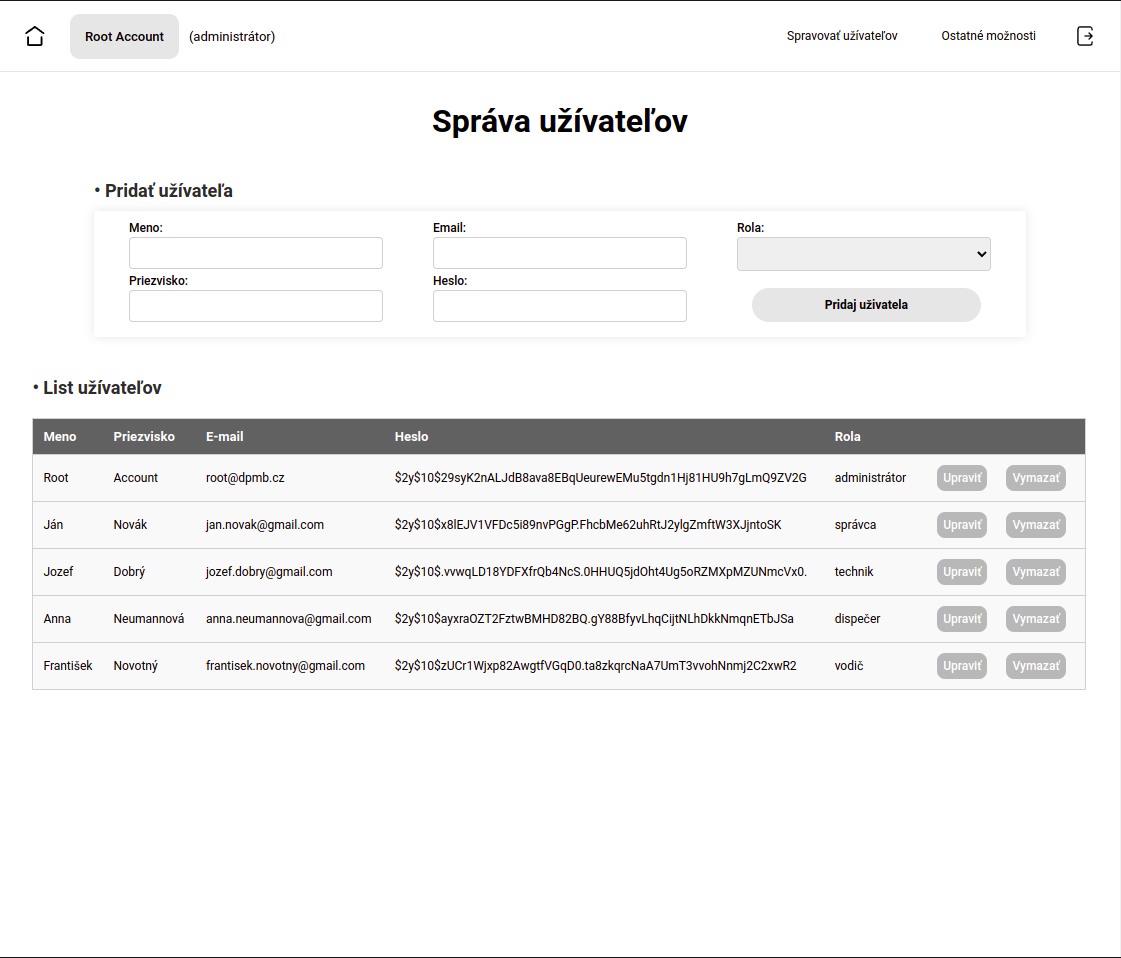 Root Account (administrátor) Spravovať užívateľov Ostatné možnosti
Správa užívateľov
• Pridať užívateľa
Meno: Email: Rola:
Priezvisko: Heslo:
Pridaj uživatela
• List užívateľov
Meno Priezvisko E-mail Heslo Rola
Root Account root@dpmb.cz $2y$10$29syK2nALJdB8ava8EBqUeurewEMu5tgdn1Hj81HU9h7gLmQ9ZV2G administrátor Upraviť Vymazať
Ján Novák jan.novak@gmail.com $2y$10$x8lEJV1VFDc5i89nvPGgP.FhcbMe62uhRtJ2ylgZmftW3XJjntoSK správca Upraviť Vymazať
Jozef Dobrý jozef.dobry@gmail.com $2y$10$.vvwqLD18YDFXfrQb4NcS.0HHUQ5jdOht4Ug5oRZMXpMZUNmcVx0. technik Upraviť Vymazať
Anna Neumannová anna.neumannova@gmail.com $2y$10$ayxraOZT2FztwBMHD82BQ.gY88BfyvLhqCijtNLhDkkNmqnETbJSa dispečer Upraviť Vymazať
František Novotný frantisek.novotny@gmail.com $2y$10$zUCr1Wjxp82AwgtfVGqD0.ta8zkqrcNaA7UmT3vvohNnmj2C2xwR2 vodič Upraviť Vymazať